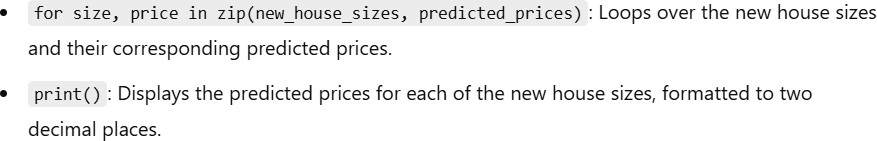 • for size, price in zip(new_house_sizes, predicted_prices): Loops over the new house sizes
and their corresponding predicted prices.
• print(): Displays the predicted prices for each of the new house sizes, formatted to two
decimal places.